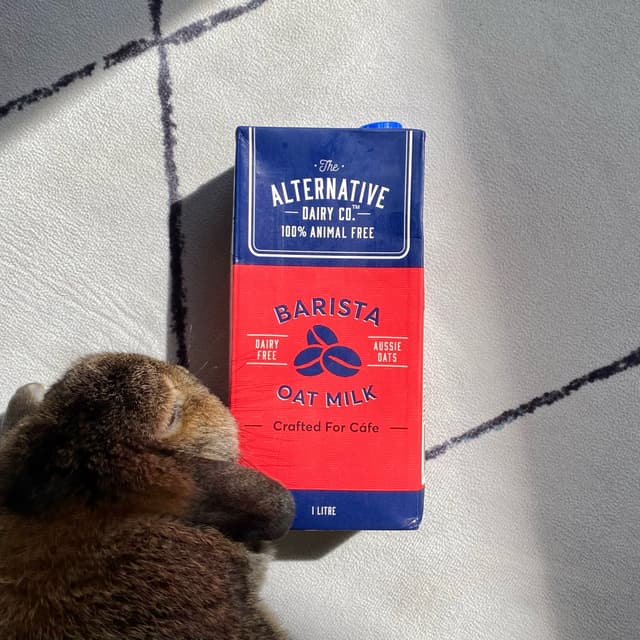 · The ·
ALTERNATIVE
DAIRY CO.™
100% ANIMAL FREE
BARISTA
DAIRY FREE
AUSSIE OATS
OAT MILK
Crafted For Cáfe
1 LITRE